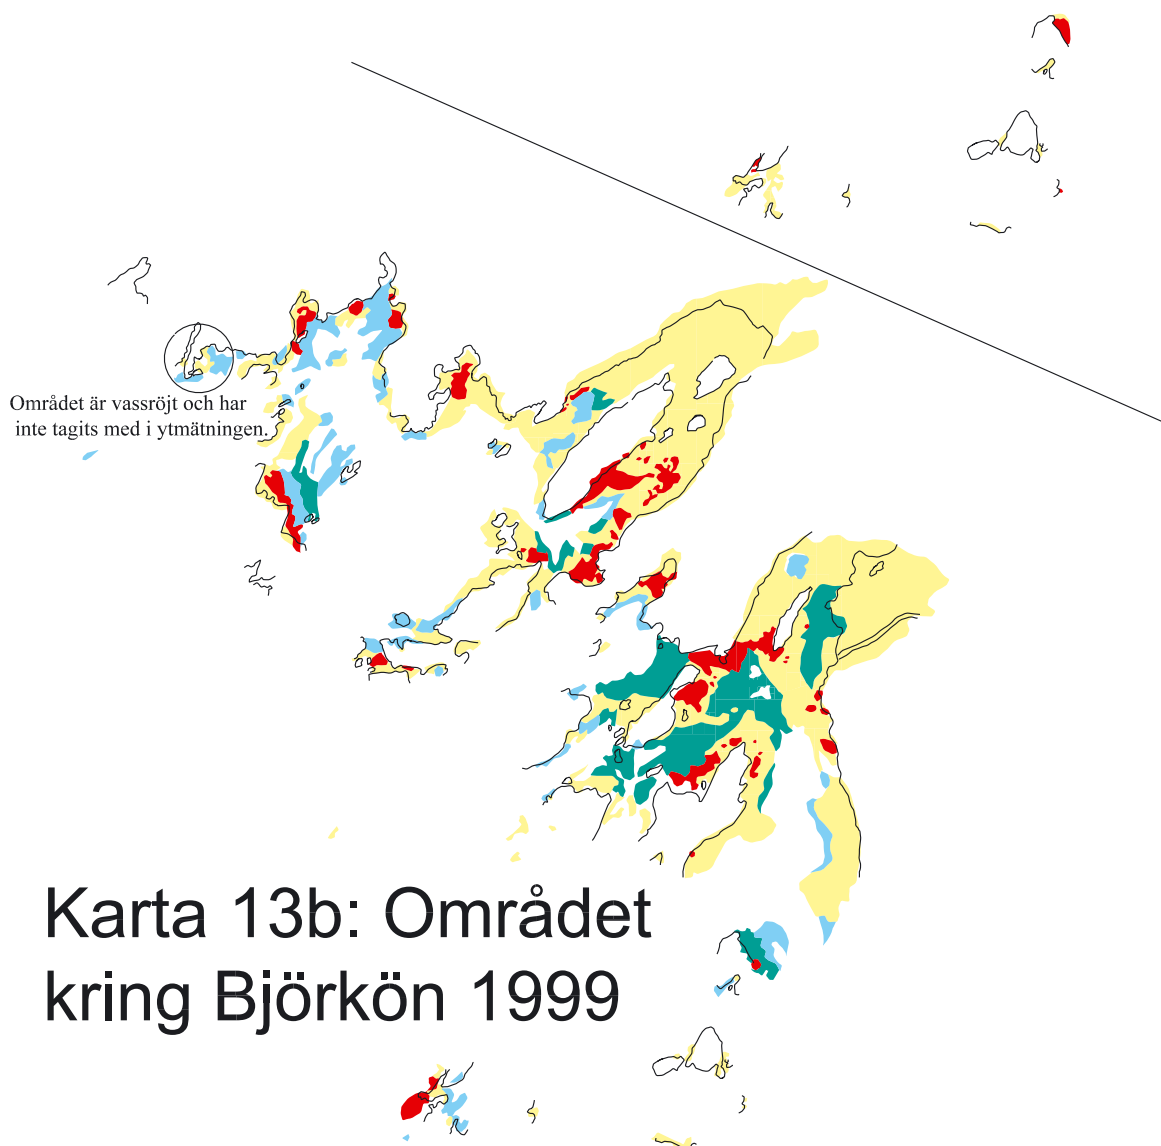 Området är vassröjt och har
inte tagits med i ytmätningen.
Karta 13b: Området
kring Björkön 1999